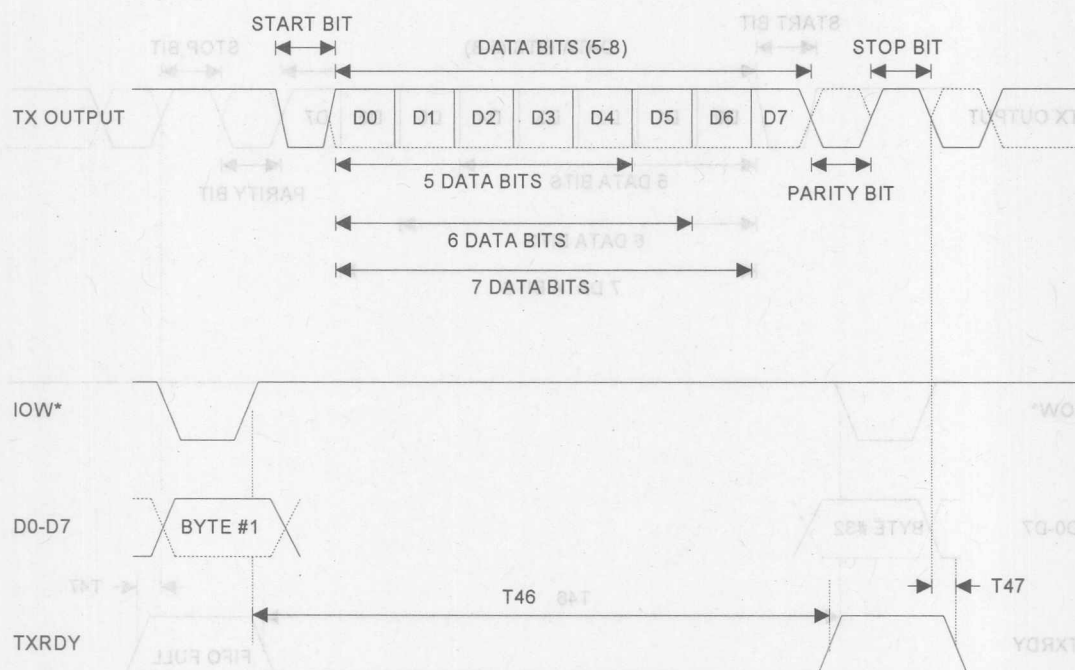 START BIT
DATA BITS (5-8)
STOP BIT
TX OUTPUT
D0 D1 D2 D3 D4 D5 D6 D7
5 DATA BITS
PARITY BIT
6 DATA BITS
7 DATA BITS
IOW*
D0-D7
BYTE #1
T46
T47
TXRDY